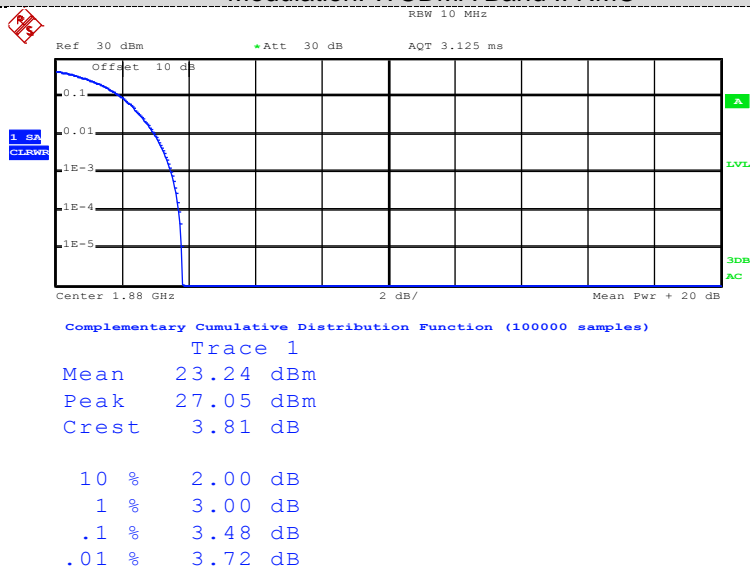 RBW 10 MHz
Ref 30 dBm *Att 30 dB AQT 3.125 ms
Offset 10 dB
0.1
0.01
1E-3
1E-4
1E-5
A
1 SA
CLRWR
LVL
3DB
AC
Center 1.88 GHz 2 dB/ Mean Pwr + 20 dB
Complementary Cumulative Distribution Function (100000 samples)
Trace 1
Mean 23.24 dBm
Peak 27.05 dBm
Crest 3.81 dB
10 % 2.00 dB
1 % 3.00 dB
.1 % 3.48 dB
.01 % 3.72 dB